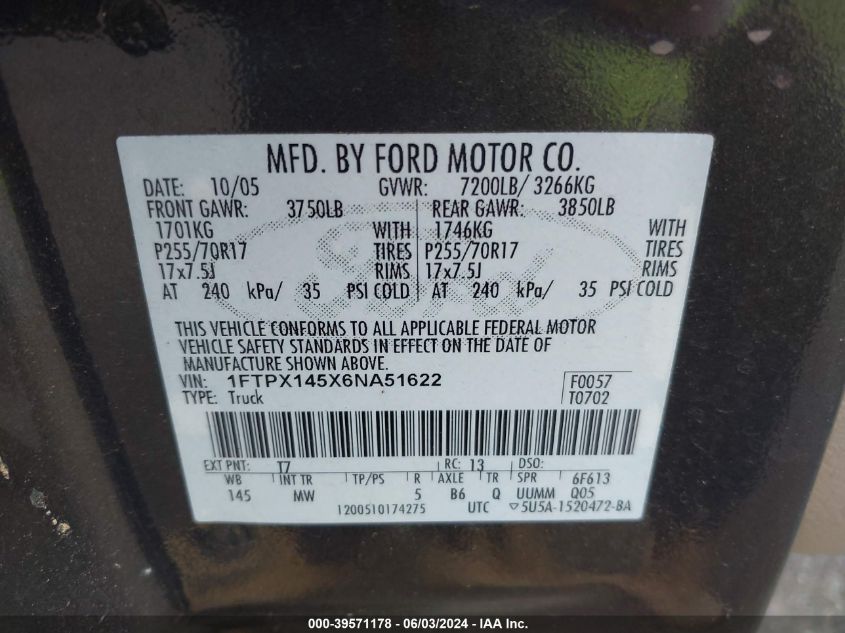 MFD. BY FORD MOTOR CO.
DATE: 10/05 GVWR: 7200LB/ 3266KG
FRONT GAWR: 3750LB REAR GAWR: 3850LB
1701KG WITH 1746KG WITH
P255/70R17 TIRES P255/70R17 TIRES
17x7.5J RIMS 17x7.5J RIMS
AT 240 kPa/ 35 PSI COLD AT 240 kPa/ 35 PSI COLD
THIS VEHICLE CONFORMS TO ALL APPLICABLE FEDERAL MOTOR
VEHICLE SAFETY STANDARDS IN EFFECT ON THE DATE OF
MANUFACTURE SHOWN ABOVE.
VIN: 1FTPX145X6NA51622 F0057
TYPE: Truck T0702
EXT PNT: T7 RC: 13 DSO:
WB INT TR TP/PS R AXLE TR SPR 6F613
145 MW 5 B6 Q UUMM Q05
1200510174275 UTC ▽5U5A-1520472-BA
000-39571178 - 06/03/2024 - IAA Inc.